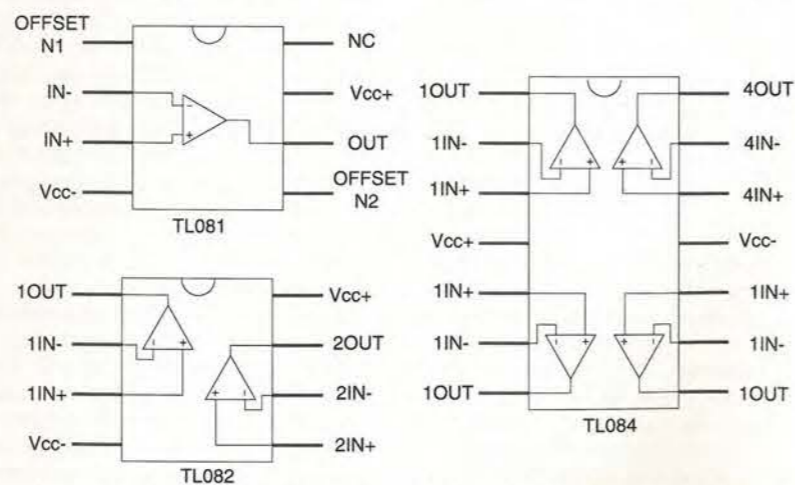 OFFSET
N1
NC
IN-
Vcc+
IN+
OUT
Vcc-
OFFSET
N2
TL081
1OUT
Vcc+
1IN-
2OUT
1IN+
2IN-
Vcc-
2IN+
TL082
1OUT
4OUT
1IN-
4IN-
1IN+
4IN+
Vcc+
Vcc-
1IN+
1IN+
1IN-
1IN-
1OUT
1OUT
TL084
- +
+ -
- +
+ -
- +
+ -
- +
+ -